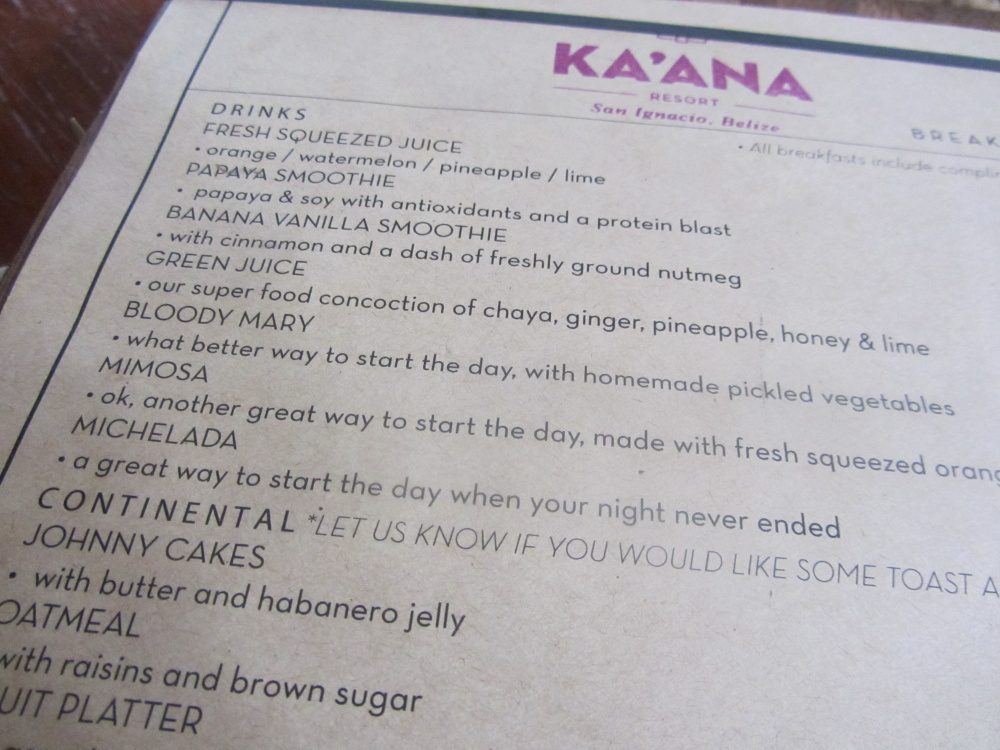 KA'ANA
RESORT
San Ignacio, Belize
• All breakfasts include
DRINKS
FRESH SQUEEZED JUICE
• orange / watermelon / pineapple / lime
PAPAYA SMOOTHIE
• papaya & soy with antioxidants and a protein blast
BANANA VANILLA SMOOTHIE
• with cinnamon and a dash of freshly ground nutmeg
GREEN JUICE
• our super food concoction of chaya, ginger, pineapple, honey & lime
BLOODY MARY
• what better way to start the day, with homemade pickled vegetables
MIMOSA
• ok, another great way to start the day, made with fresh squeezed
MICHELADA
• a great way to start the day when your night never ended
CONTINENTAL *LET US KNOW IF YOU WOULD LIKE SOME TOAST
JOHNNY CAKES
• with butter and habanero jelly
OATMEAL
with raisins and brown sugar
PLATTER